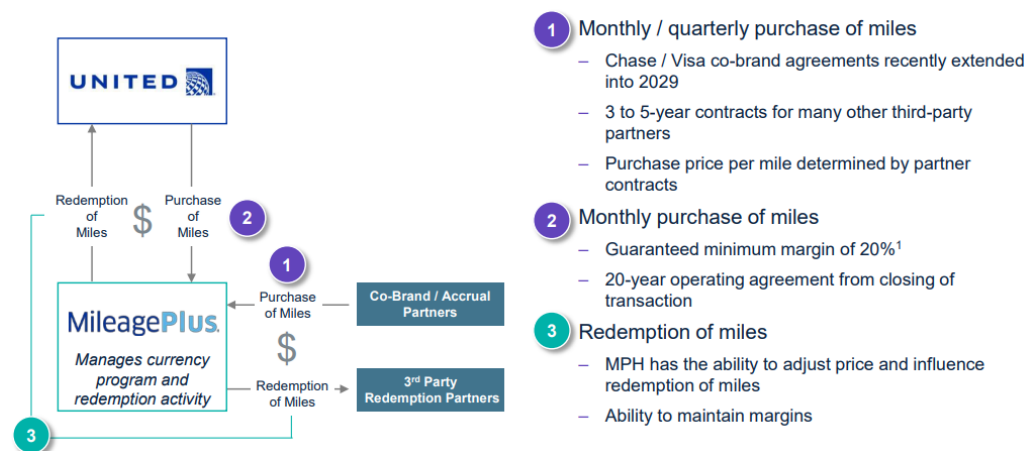 UNITED
Redemption
of
Miles
$
Purchase
of
Miles
2
1
MileagePlus.
Manages currency
program and
redemption activity
Purchase
of Miles
$
Redemption
of Miles
Co-Brand / Accrual
Partners
3rd Party
Redemption Partners
3
1 Monthly / quarterly purchase of miles
– Chase / Visa co-brand agreements recently extended
into 2029
– 3 to 5-year contracts for many other third-party
partners
– Purchase price per mile determined by partner
contracts
2 Monthly purchase of miles
– Guaranteed minimum margin of 20%¹
– 20-year operating agreement from closing of
transaction
3 Redemption of miles
– MPH has the ability to adjust price and influence
redemption of miles
– Ability to maintain margins